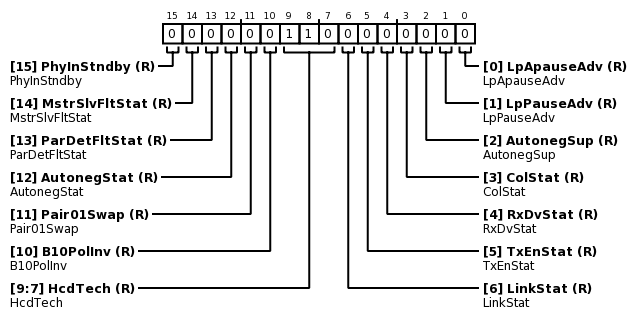 15 14 13 12 11 10 9 8 7 6 5 4 3 2 1 0
0 0 0 0 0 0 1 1 0 0 0 0 0 0 0 0
[15] PhyInStndby (R)
PhyInStndby
[14] MstrSlvFltStat (R)
MstrSlvFltStat
[13] ParDetFltStat (R)
ParDetFltStat
[12] AutonegStat (R)
AutonegStat
[11] Pair01Swap (R)
Pair01Swap
[10] B10PolInv (R)
B10PolInv
[9:7] HcdTech (R)
HcdTech
[0] LpApauseAdv (R)
LpApauseAdv
[1] LpPauseAdv (R)
LpPauseAdv
[2] AutonegSup (R)
AutonegSup
[3] ColStat (R)
ColStat
[4] RxDvStat (R)
RxDvStat
[5] TxEnStat (R)
TxEnStat
[6] LinkStat (R)
LinkStat